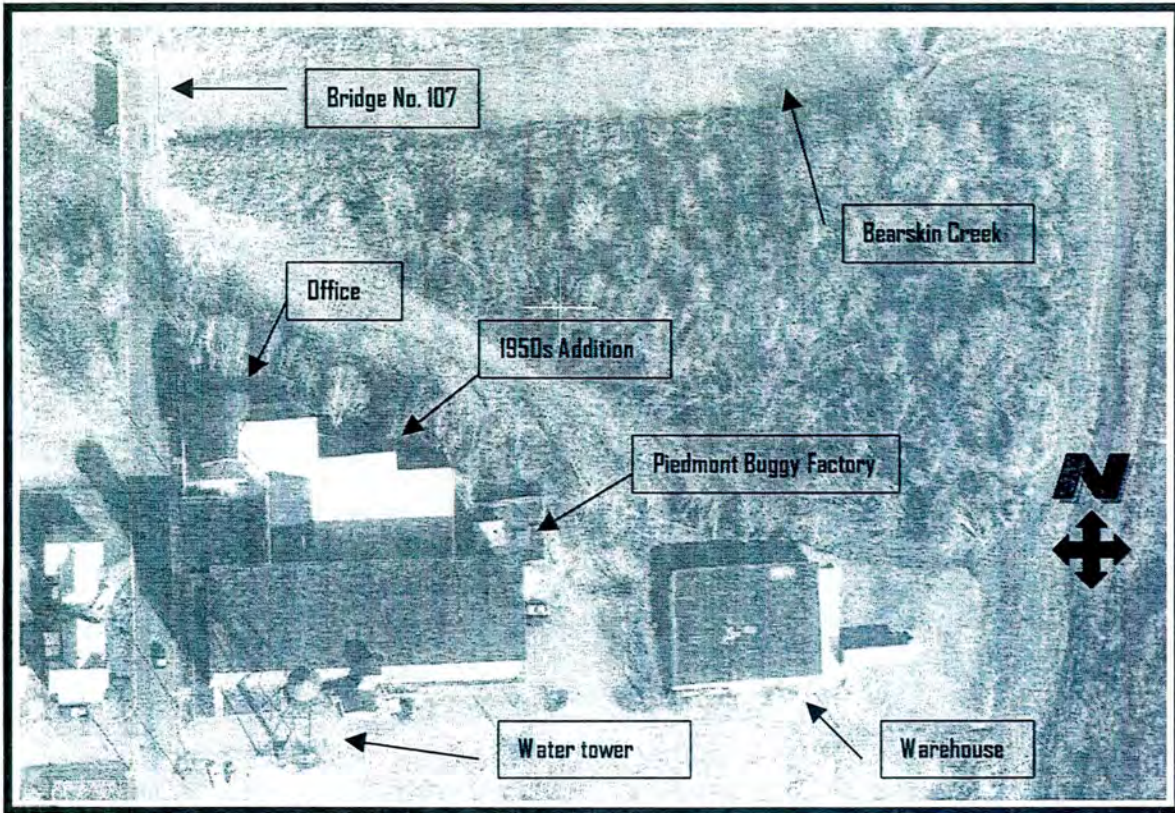 Bridge No. 107
Bearskin Creek
Office
1950s Addition
Piedmont Buggy Factory
N
Water tower
Warehouse